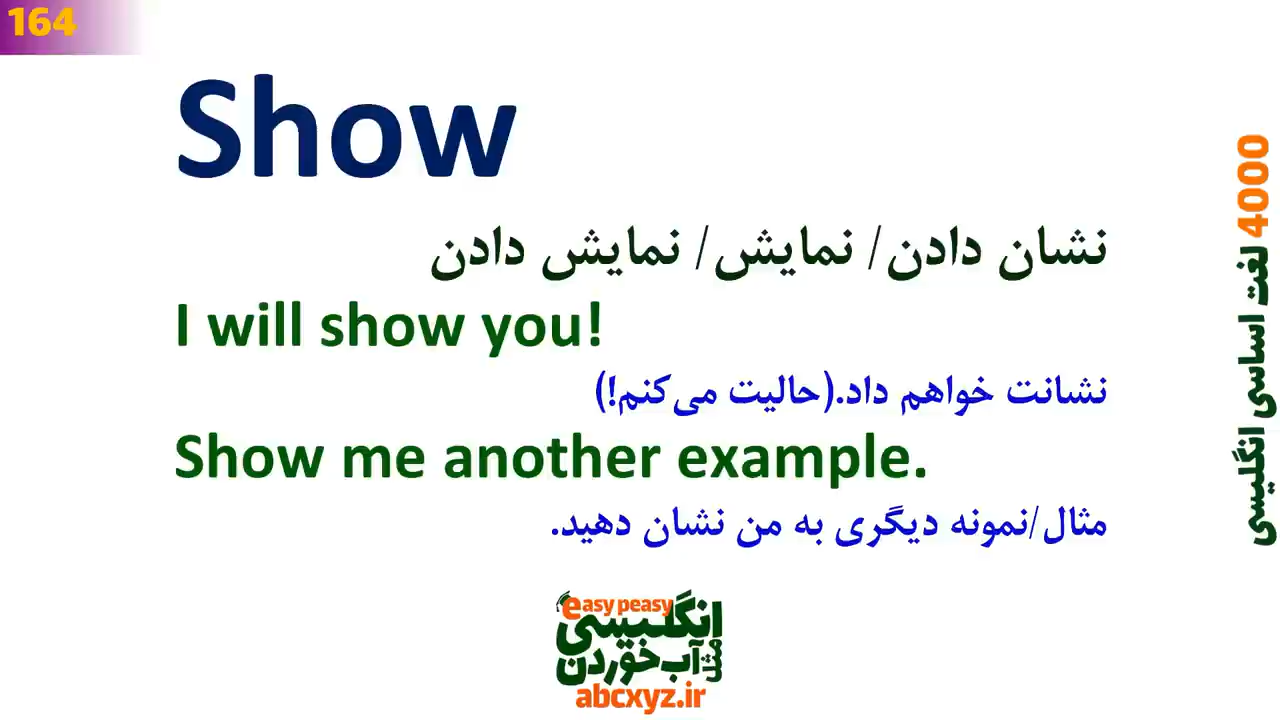 164
Show
نشان دادن/ نمایش/ نمایش دادن
I will show you!
نشانت خواهم داد.(حالیت می‌کنم!)
Show me another example.
مثال/نمونه دیگری به من نشان دهید.
4000 لغت اساسی انگلیسی
easy peasy
انگلیسی
مثل آب خوردن
abcxyz.ir